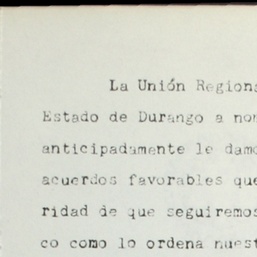 La Unión Regiona
Estado de Durango a nom
anticipadamente le damo
acuerdos favorables que
ridad de que seguiremos
co como lo ordena nuest